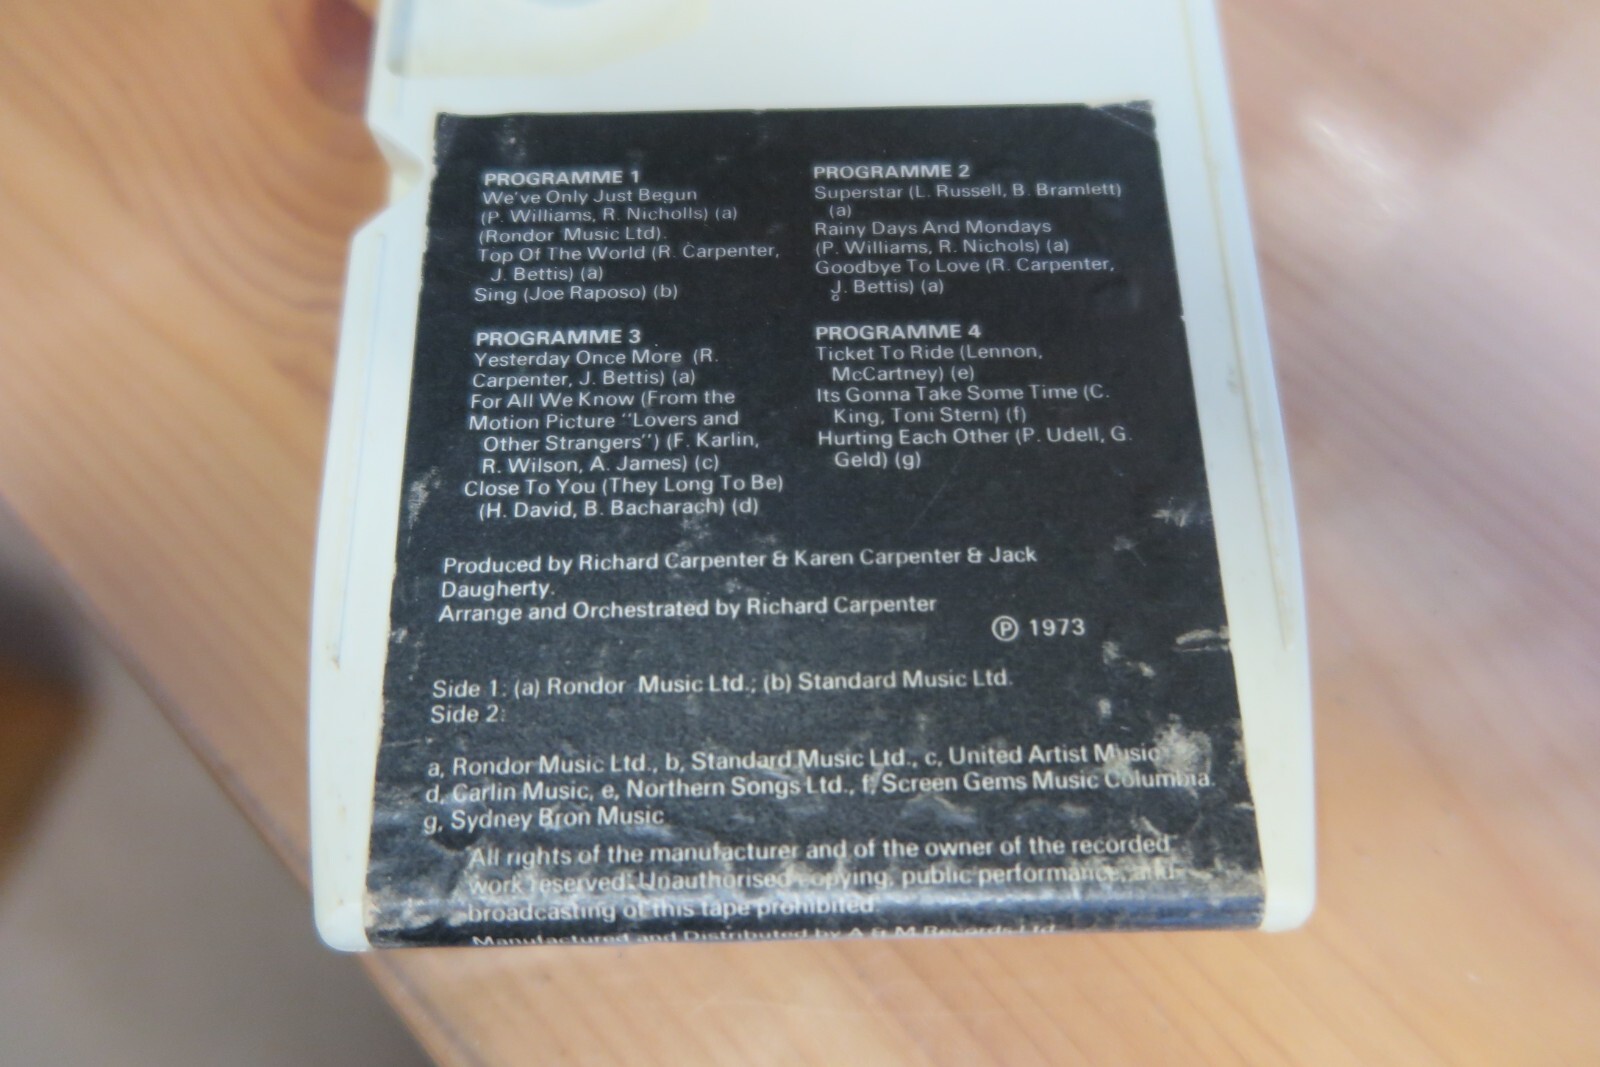 PROGRAMME 1
We've Only Just Begun
(P. Williams, R. Nicholls) (a)
(Rondor Music Ltd).
Top Of The World (R. Carpenter,
J. Bettis) (a)
Sing (Joe Raposo) (b)
PROGRAMME 2
Superstar (L. Russell, B. Bramlett)
(a)
Rainy Days And Mondays
(P. Williams, R. Nichols) (a)
Goodbye To Love (R. Carpenter,
J. Bettis) (a)
PROGRAMME 3
Yesterday Once More (R.
Carpenter, J. Bettis) (a)
For All We Know (From the
Motion Picture "Lovers and
Other Strangers") (F. Karlin,
R. Wilson, A. James) (c)
Close To You (They Long To Be)
(H. David, B. Bacharach) (d)
PROGRAMME 4
Ticket To Ride (Lennon,
McCartney) (e)
Its Gonna Take Some Time (C.
King, Toni Stern) (f)
Hurting Each Other (P. Udell, G.
Geld) (g)
Produced by Richard Carpenter & Karen Carpenter & Jack
Daugherty.
Arrange and Orchestrated by Richard Carpenter
Ⓟ 1973
Side 1: (a) Rondor Music Ltd.; (b) Standard Music Ltd.
Side 2:
a, Rondor Music Ltd., b, Standard Music Ltd., c, United Artist Music
d, Carlin Music, e, Northern Songs Ltd., f, Screen Gems Music Columbia.
g, Sydney Bron Music
All rights of the manufacturer and of the owner of the recorded
work reserved. Unauthorised copying, public performance, and
broadcasting of this tape prohibited.
Manufactured and Distributed by A & M Records Ltd